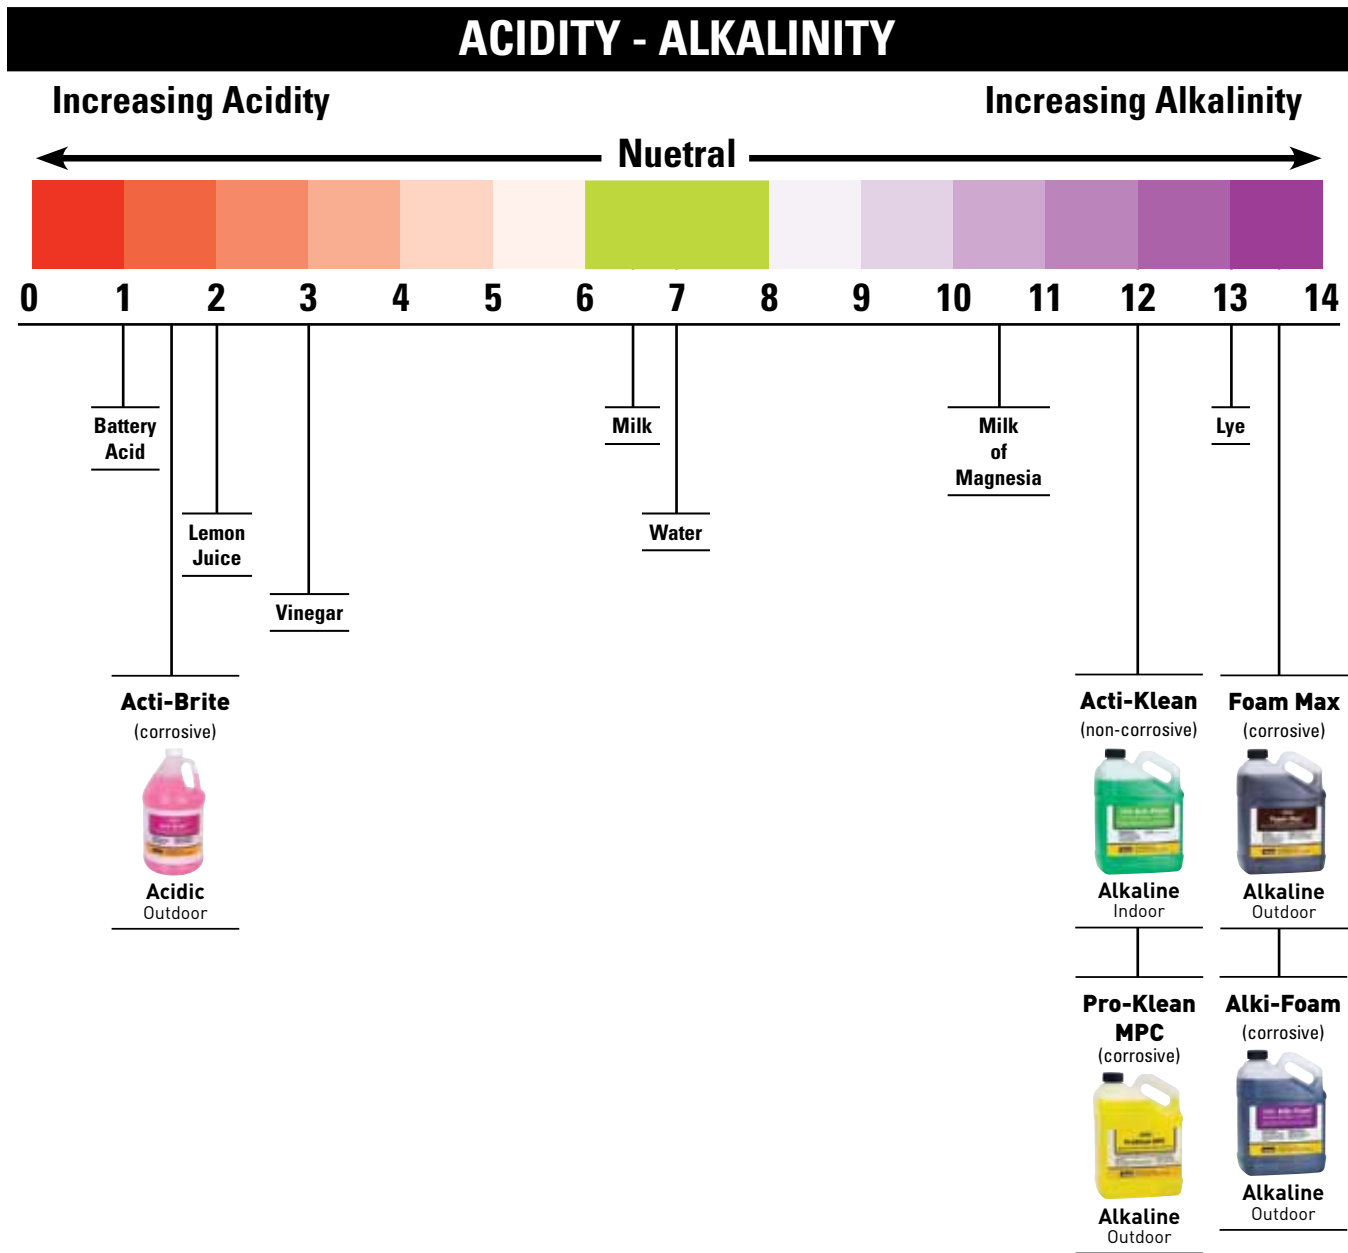 ACIDITY - ALKALINITY
Increasing Acidity
Increasing Alkalinity
Nuetral
0 1 2 3 4 5 6 7 8 9 10 11 12 13 14
Battery
Acid
Milk
Milk
of
Magnesia
Lye
Lemon
Juice
Water
Vinegar
Acti-Brite
(corrosive)
Acidic
Outdoor
Acti-Klean
(non-corrosive)
Alkaline
Indoor
Foam Max
(corrosive)
Alkaline
Outdoor
Pro-Klean
MPC
(corrosive)
Alkaline
Outdoor
Alki-Foam
(corrosive)
Alkaline
Outdoor